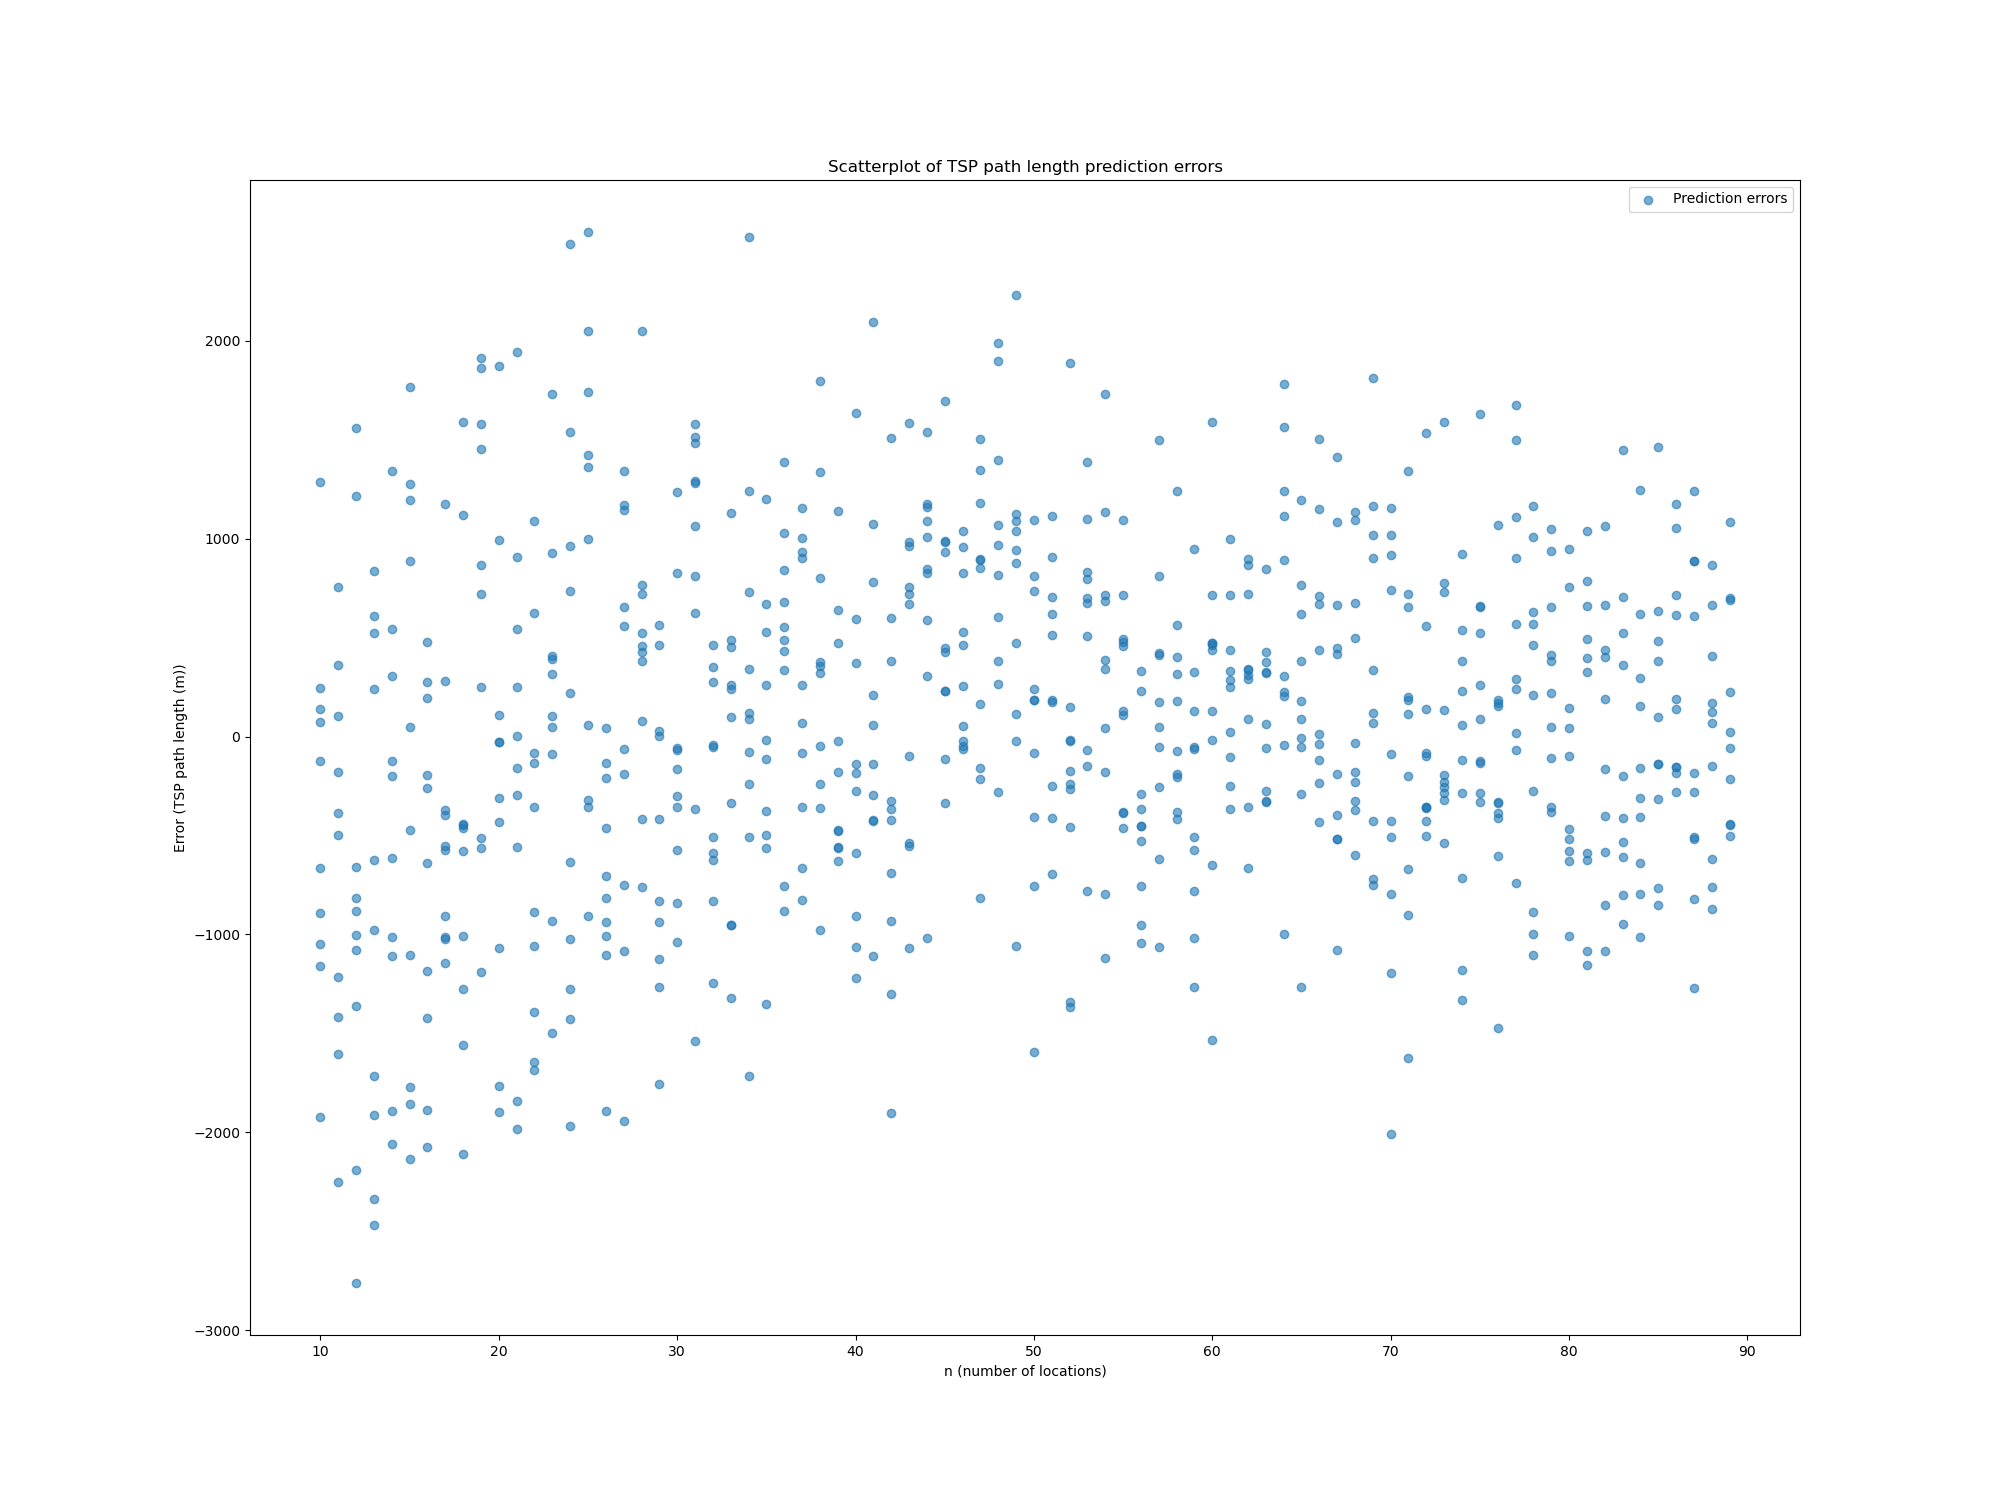 Scatterplot of TSP path length prediction errors
Prediction errors
2000
1000
0
−1000
−2000
−3000
Error (TSP path length (m))
10 20 30 40 50 60 70 80 90
n (number of locations)